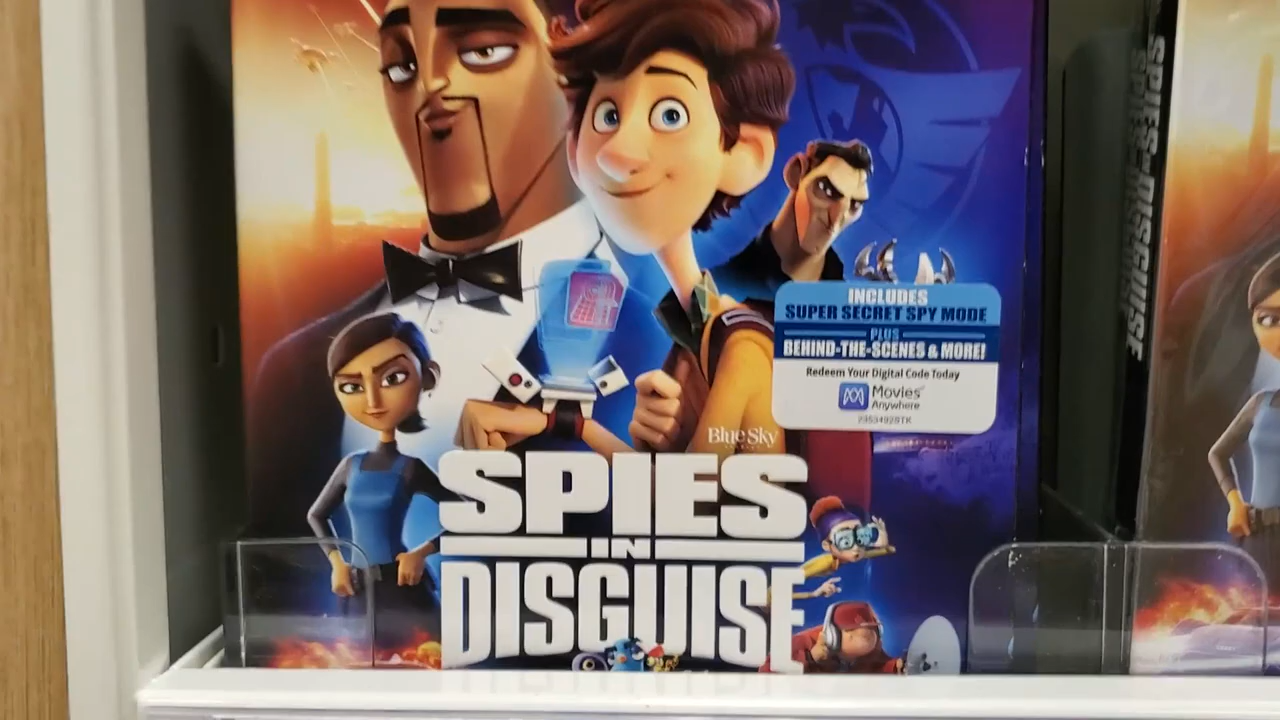 INCLUDES
SUPER SECRET SPY MODE
PLUS
BEHIND-THE-SCENES & MORE!
Redeem Your Digital Code Today
Movies
Anywhere
Blue Sky
SPIES
IN
DISGUISE
SPIES IN DISGUISE